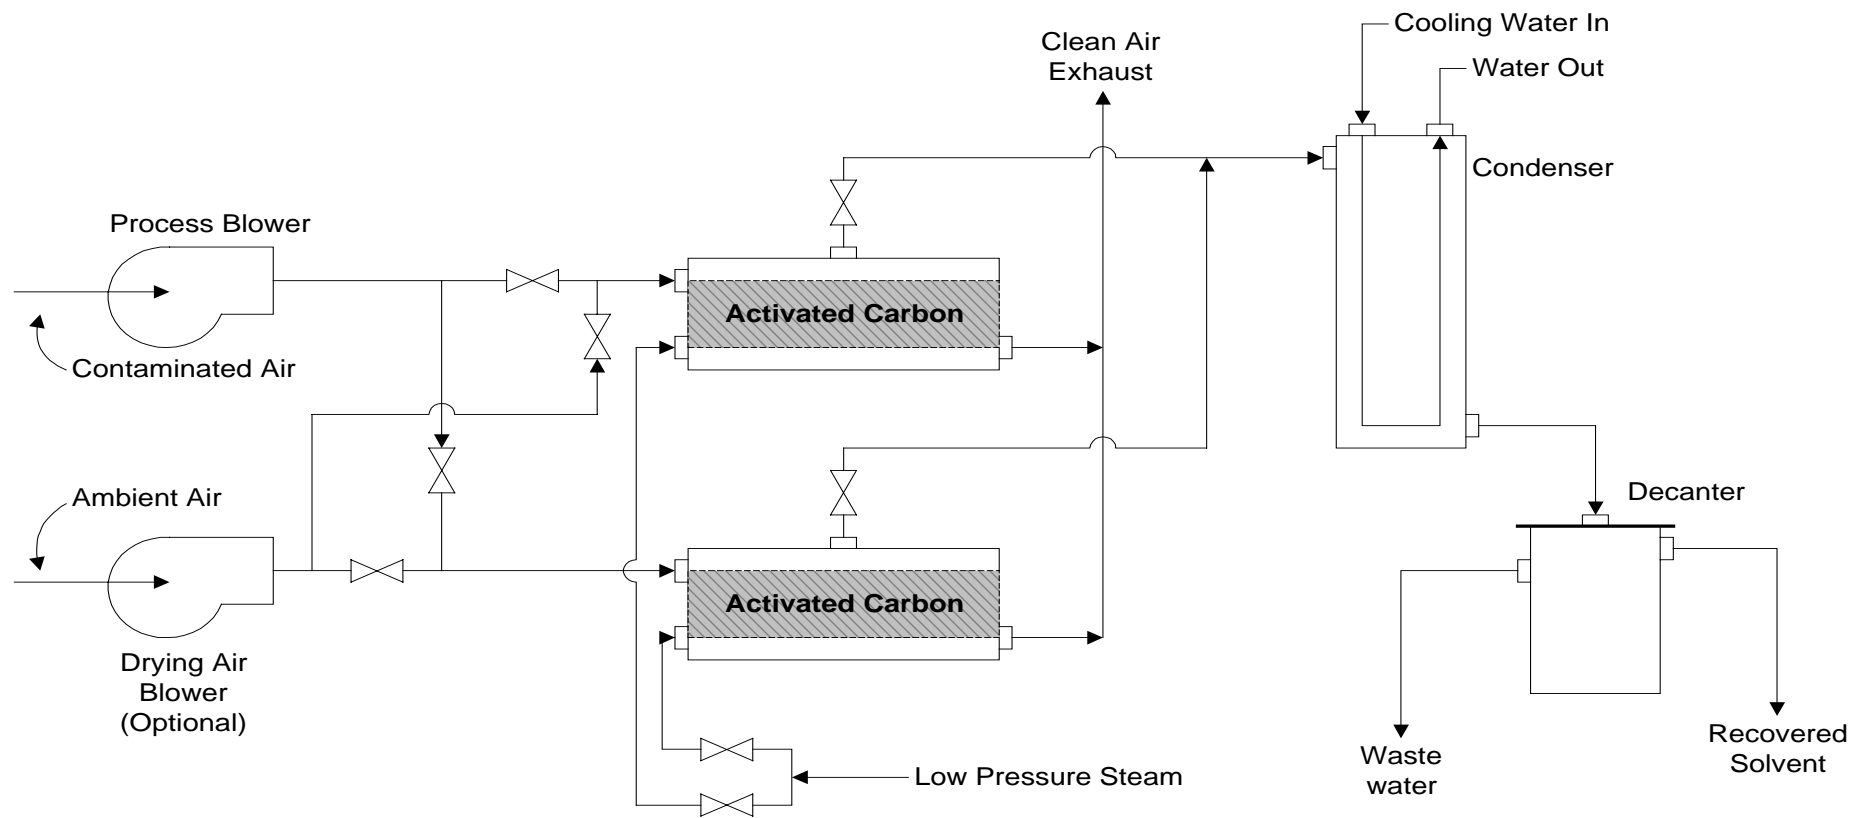 Cooling Water In
Clean Air
Exhaust
Water Out
Condenser
Process Blower
Activated Carbon
Contaminated Air
Ambient Air
Decanter
Activated Carbon
Drying Air
Blower
(Optional)
Low Pressure Steam
Waste
water
Recovered
Solvent